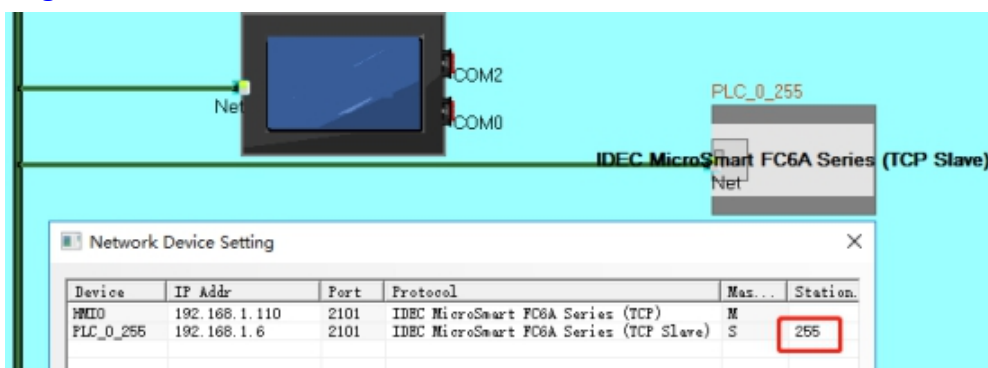 COM2
Net
COM0
PLC_0_255
IDEC MicroSmart FC6A Series (TCP Slave)
Net
Network Device Setting
Device IP Addr Port Protocol Mas... Station.
HMI0 192.168.1.110 2101 IDEC MicroSmart FC6A Series (TCP) M
PLC_0_255 192.168.1.6 2101 IDEC MicroSmart FC6A Series (TCP Slave) S 255